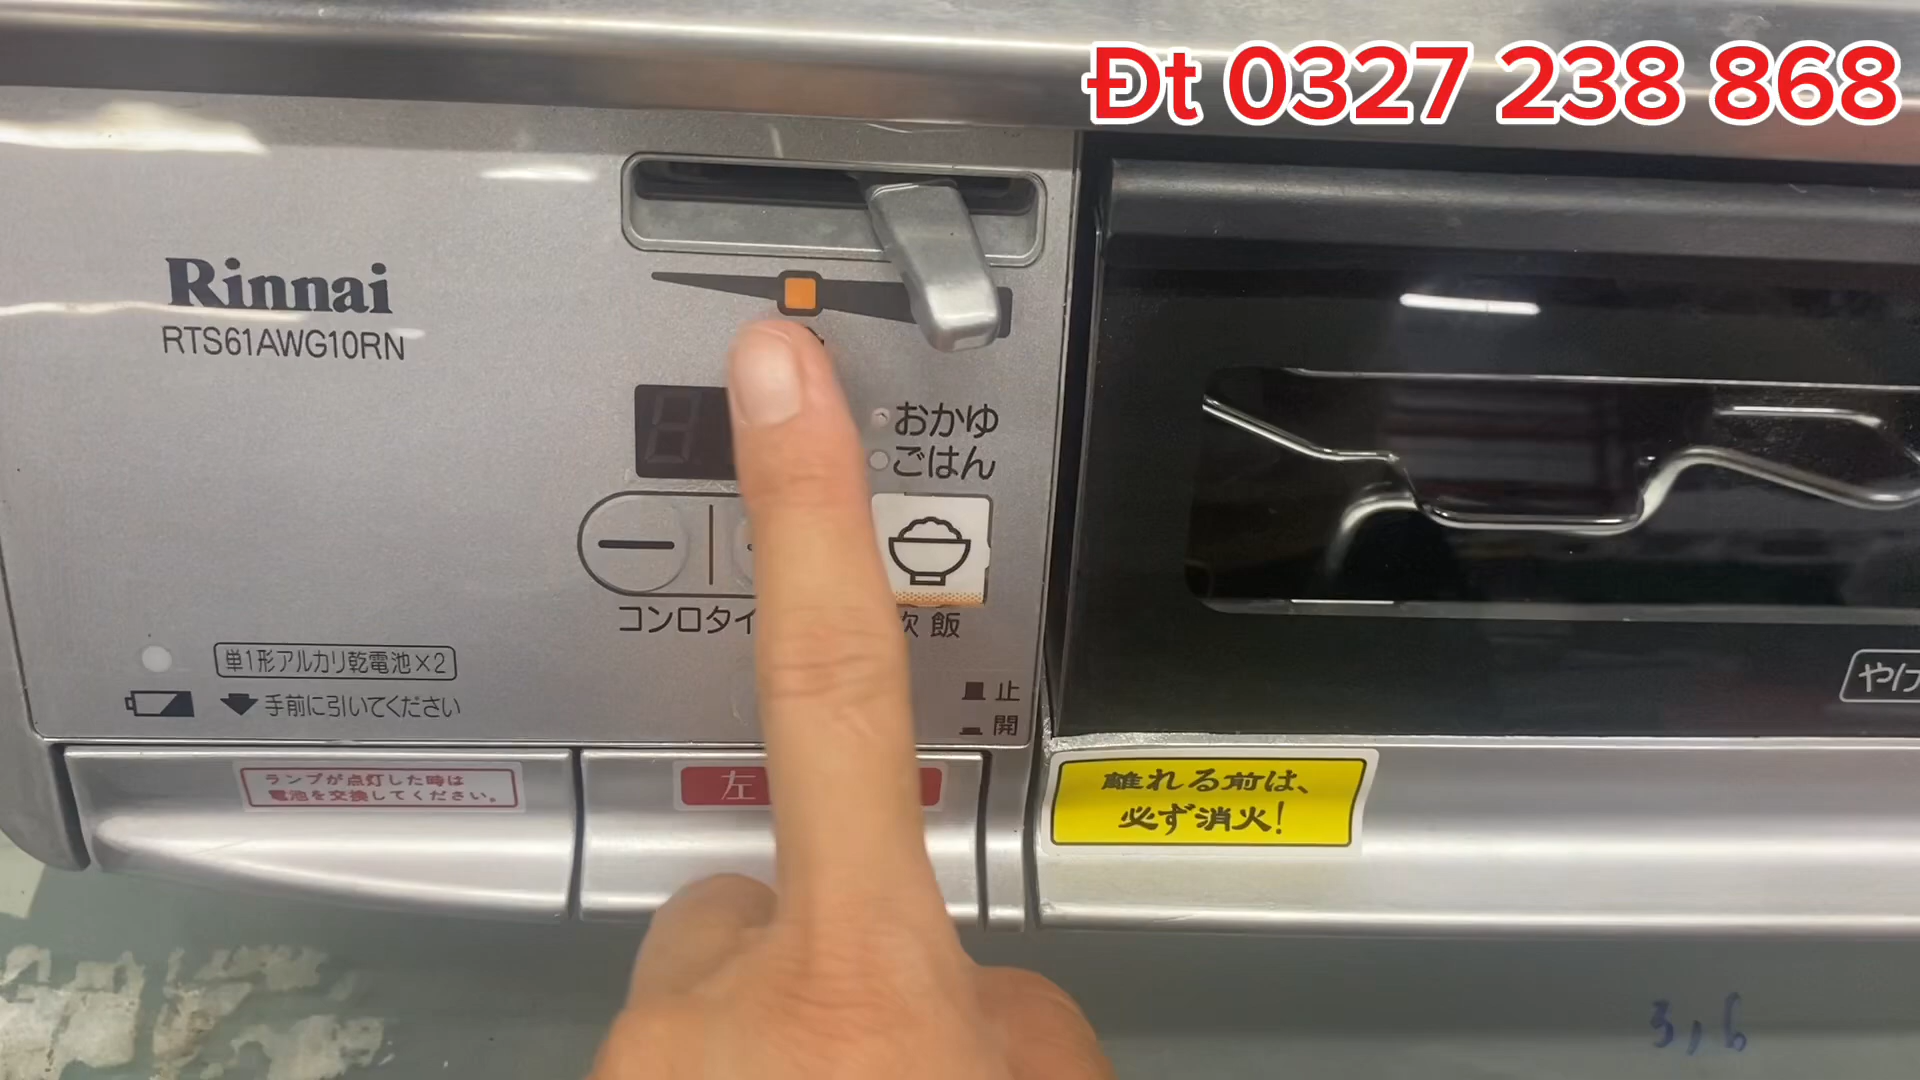 Đt 0327 238 868
Rinnai
RTS61AWG10RN
おかゆ
ごはん
コンロタイ
炊飯
単1形アルカリ乾電池×2
手前に引いてください
止
開
ランプが点灯した時は
電池を交換してください。
左
離れる前は、
必ず消火!
やけ
3,6